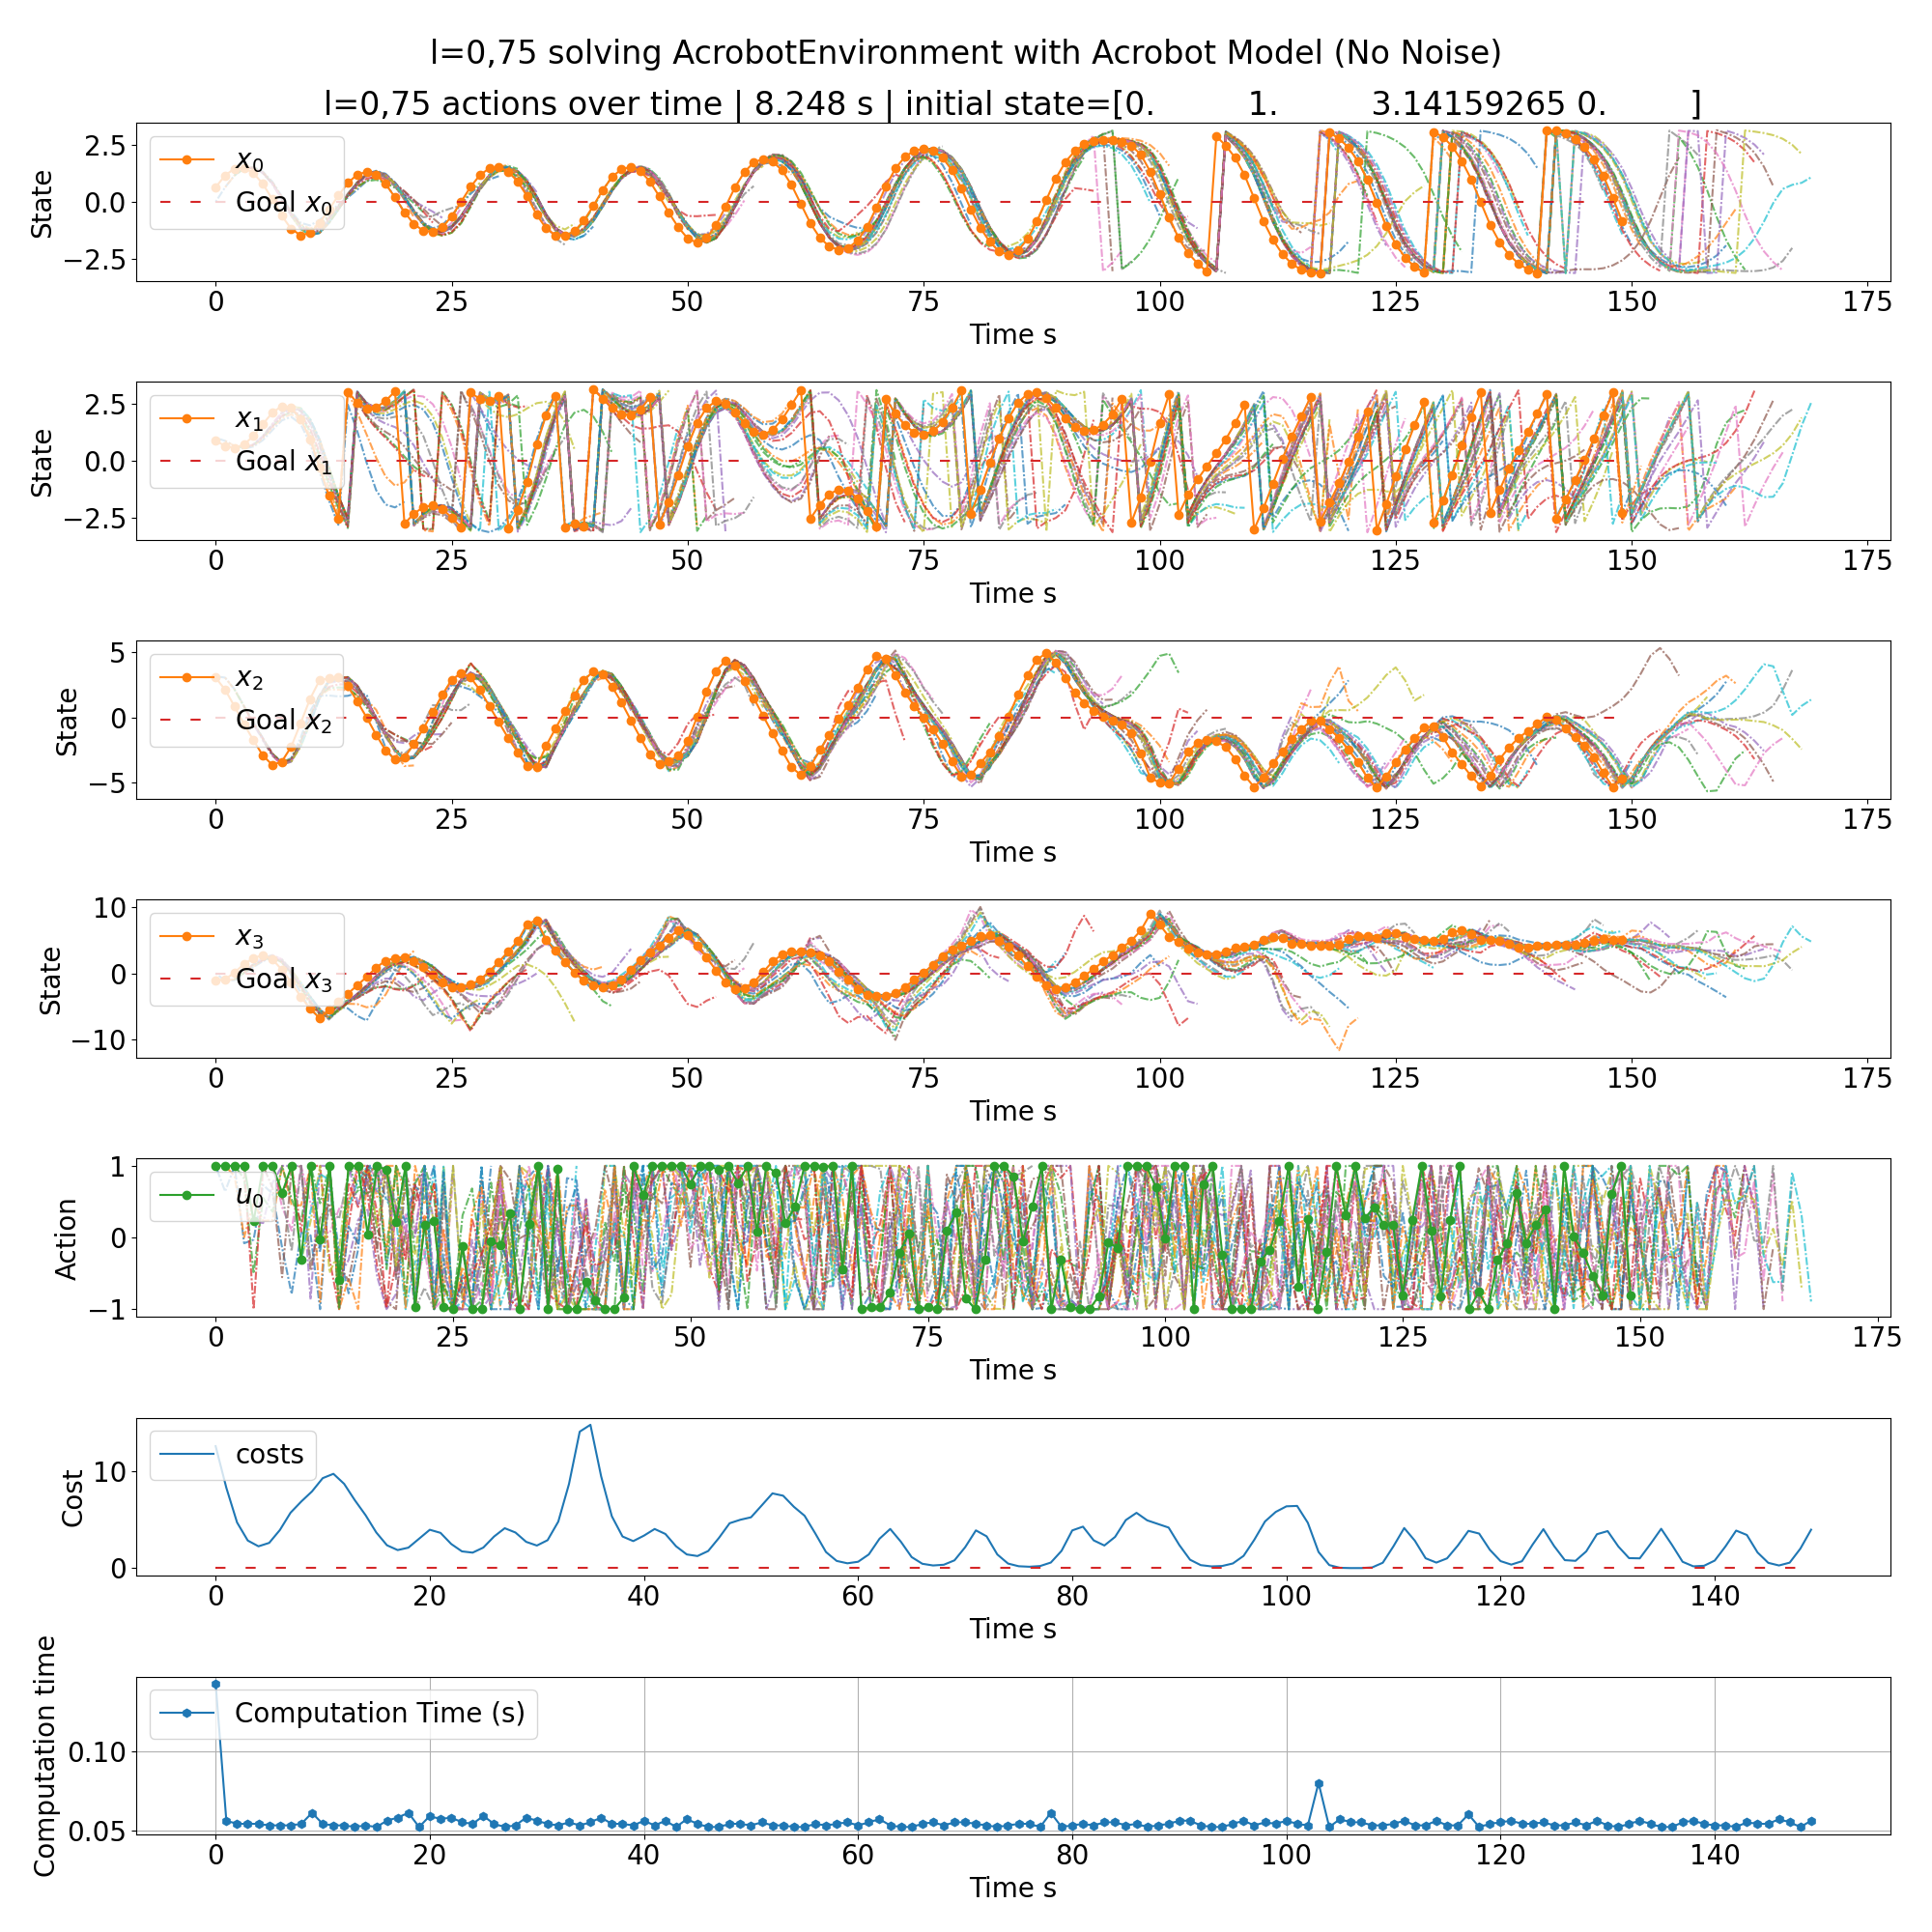 l=0,75 solving AcrobotEnvironment with Acrobot Model (No Noise)
l=0,75 actions over time | 8.248 s | initial state=[0. 1. 3.14159265 0. ]
State
2.5
0.0
−2.5
x0
Goal x0
0 25 50 75 100 125 150 175
Time s
State
2.5
0.0
−2.5
x1
Goal x1
0 25 50 75 100 125 150 175
Time s
State
5
0
−5
x2
Goal x2
0 25 50 75 100 125 150 175
Time s
State
10
0
−10
x3
Goal x3
0 25 50 75 100 125 150 175
Time s
Action
1
0
−1
u0
0 25 50 75 100 125 150 175
Time s
Cost
10
0
costs
0 20 40 60 80 100 120 140
Time s
Computation time
0.10
0.05
Computation Time (s)
0 20 40 60 80 100 120 140
Time s